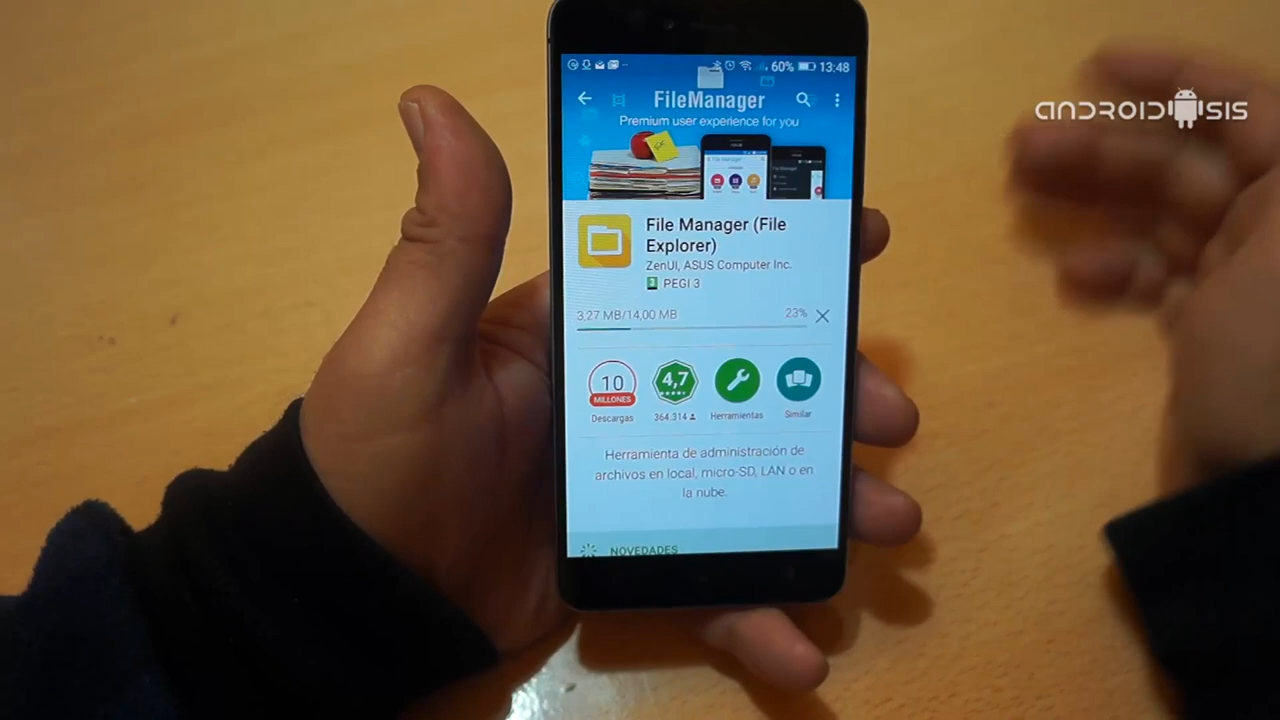 60% 13:48
FileManager
Premium user experience for you
ANDROIDSIS
File Manager (File
Explorer)
ZenUI, ASUS Computer Inc.
3 PEGI 3
3,27 MB/14,00 MB 23%
10
MILLONES
Descargas
4,7
364.314
Herramientas
Similar
Herramienta de administración de
archivos en local, micro-SD, LAN o en
la nube.
NOVEDADES